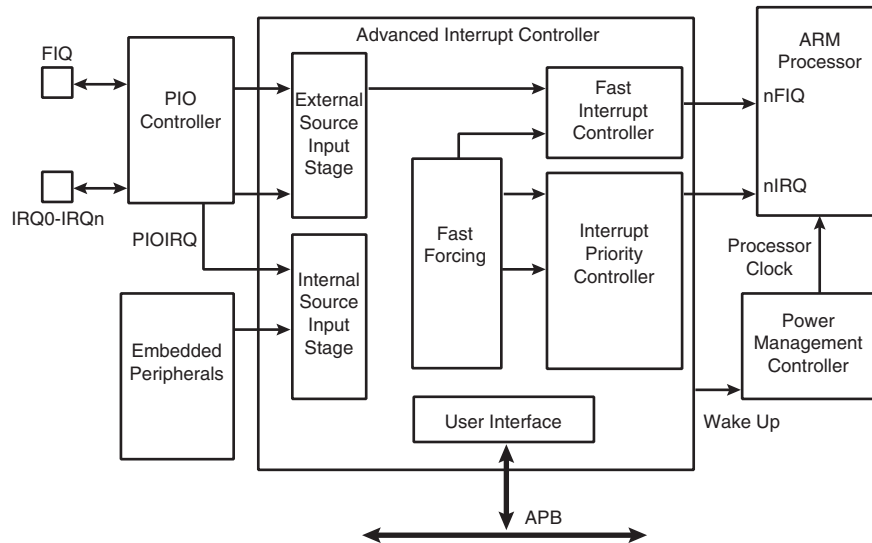 Advanced Interrupt Controller
ARM
Processor
FIQ
PIO
Controller
External
Source
Input
Stage
Fast
Interrupt
Controller
nFIQ
IRQ0-IRQn
PIOIRQ
Fast
Forcing
Interrupt
Priority
Controller
nIRQ
Internal
Source
Input
Stage
Processor
Clock
Embedded
Peripherals
Power
Management
Controller
User Interface
Wake Up
APB